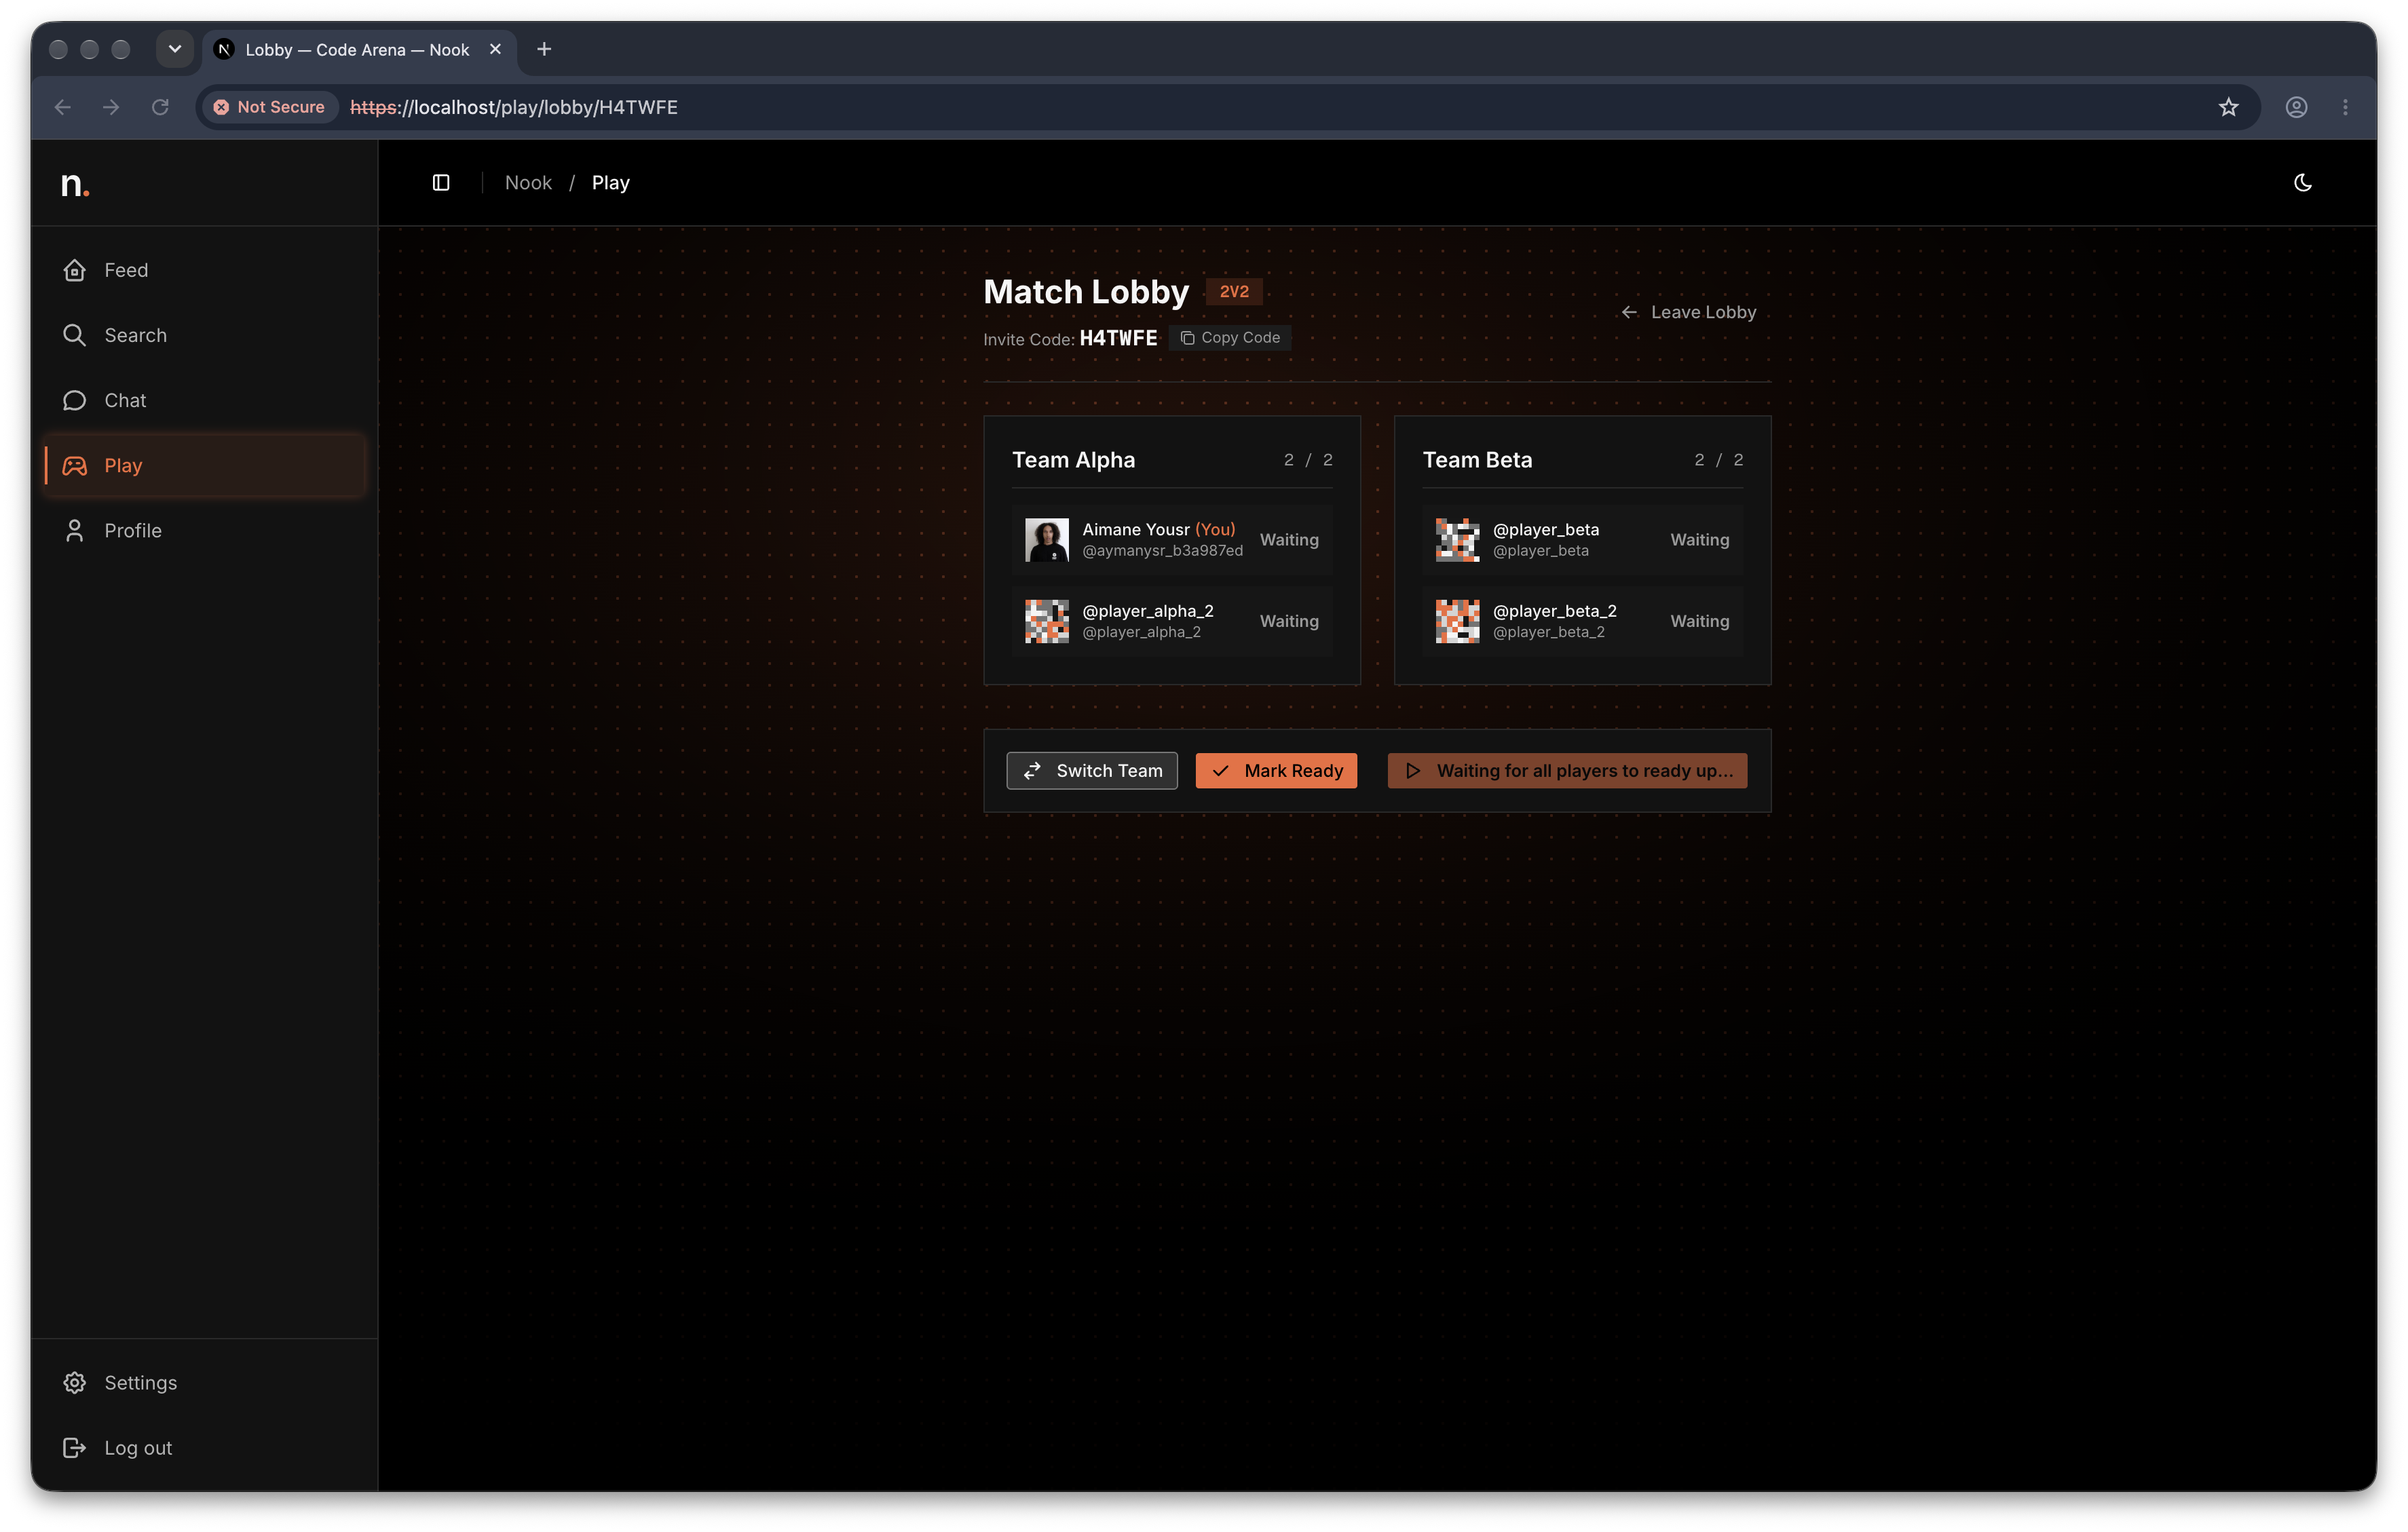 Lobby — Code Arena — Nook
Not Secure https://localhost/play/lobby/H4TWFE
n.
Nook / Play
Feed
Search
Chat
Play
Profile
Settings
Log out
Match Lobby 2V2
Invite Code: H4TWFE Copy Code
Leave Lobby
Team Alpha 2 / 2
Aimane Yousr (You)
@aymanysr_b3a987ed
Waiting
@player_alpha_2
@player_alpha_2
Waiting
Team Beta 2 / 2
@player_beta
@player_beta
Waiting
@player_beta_2
@player_beta_2
Waiting
Switch Team
Mark Ready
Waiting for all players to ready up...